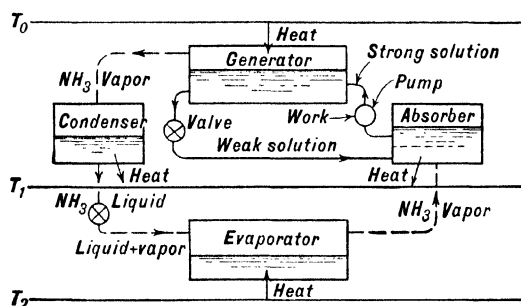 T₀
Heat
Generator
Strong solution
NH₃ Vapor
Pump
Condenser
Valve
Work
Absorber
Weak solution
Heat
Heat
T₁
NH₃ Liquid
NH₃ Vapor
Liquid+vapor
Evaporator
Heat
T₂